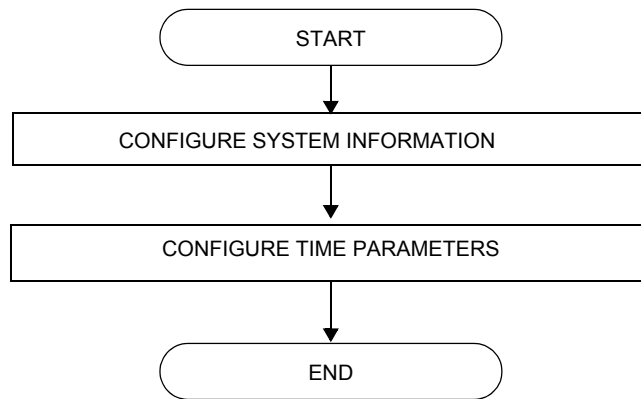 START
CONFIGURE SYSTEM INFORMATION
CONFIGURE TIME PARAMETERS
END